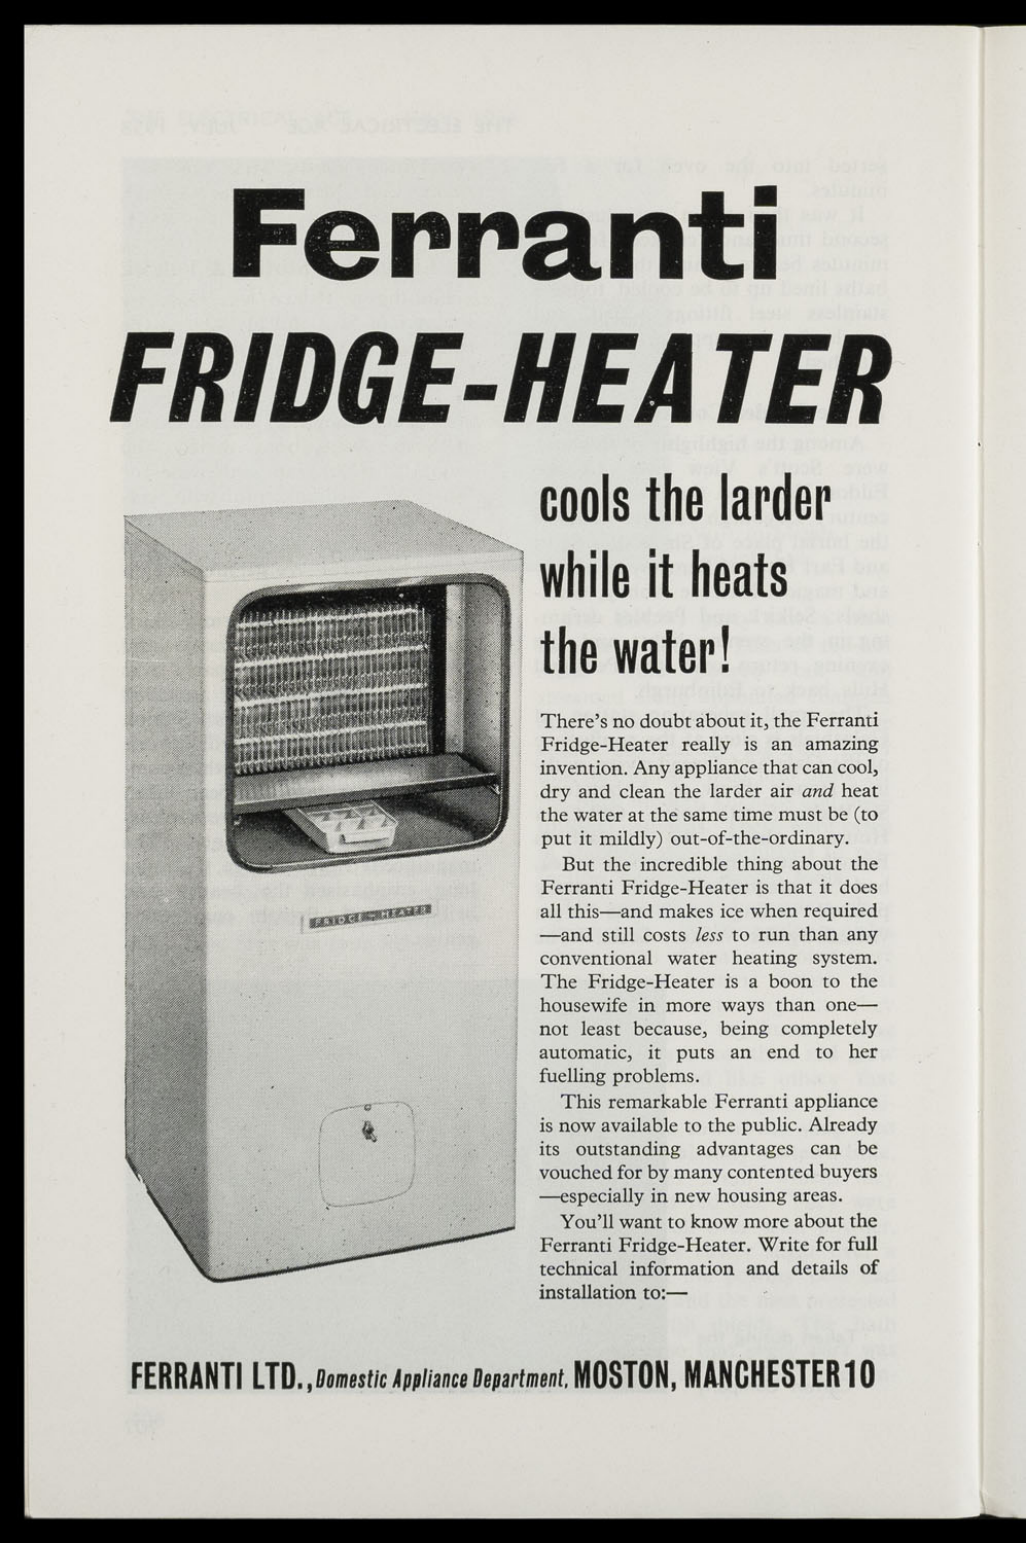 Ferranti
FRIDGE-HEATER
cools the larder
while it heats
the water!
There's no doubt about it, the Ferranti
Fridge-Heater really is an amazing
invention. Any appliance that can cool,
dry and clean the larder air and heat
the water at the same time must be (to
put it mildly) out-of-the-ordinary.
But the incredible thing about the
Ferranti Fridge-Heater is that it does
all this—and makes ice when required
—and still costs less to run than any
conventional water heating system.
The Fridge-Heater is a boon to the
housewife in more ways than one—
not least because, being completely
automatic, it puts an end to her
fuelling problems.
This remarkable Ferranti appliance
is now available to the public. Already
its outstanding advantages can be
vouched for by many contented buyers
—especially in new housing areas.
You'll want to know more about the
Ferranti Fridge-Heater. Write for full
technical information and details of
installation to:—
FRIDGE-HEATER
FERRANTI LTD., Domestic Appliance Department, MOSTON, MANCHESTER 10